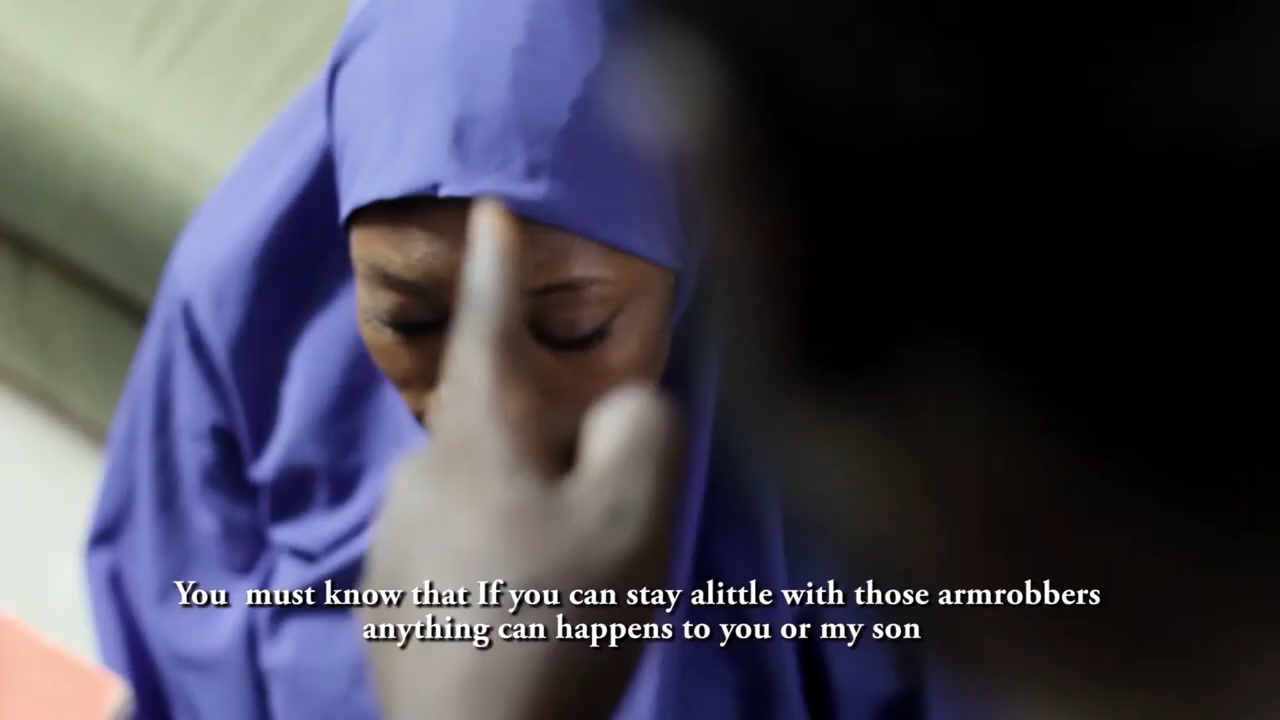 You  must know that If you can stay alittle with those armrobbers
anything can happens to you or my son